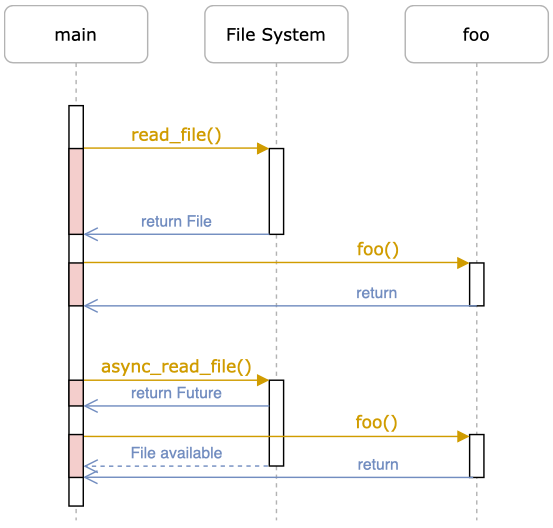 main
File System
foo
read_file()
return File
foo()
return
async_read_file()
return Future
foo()
File available
return